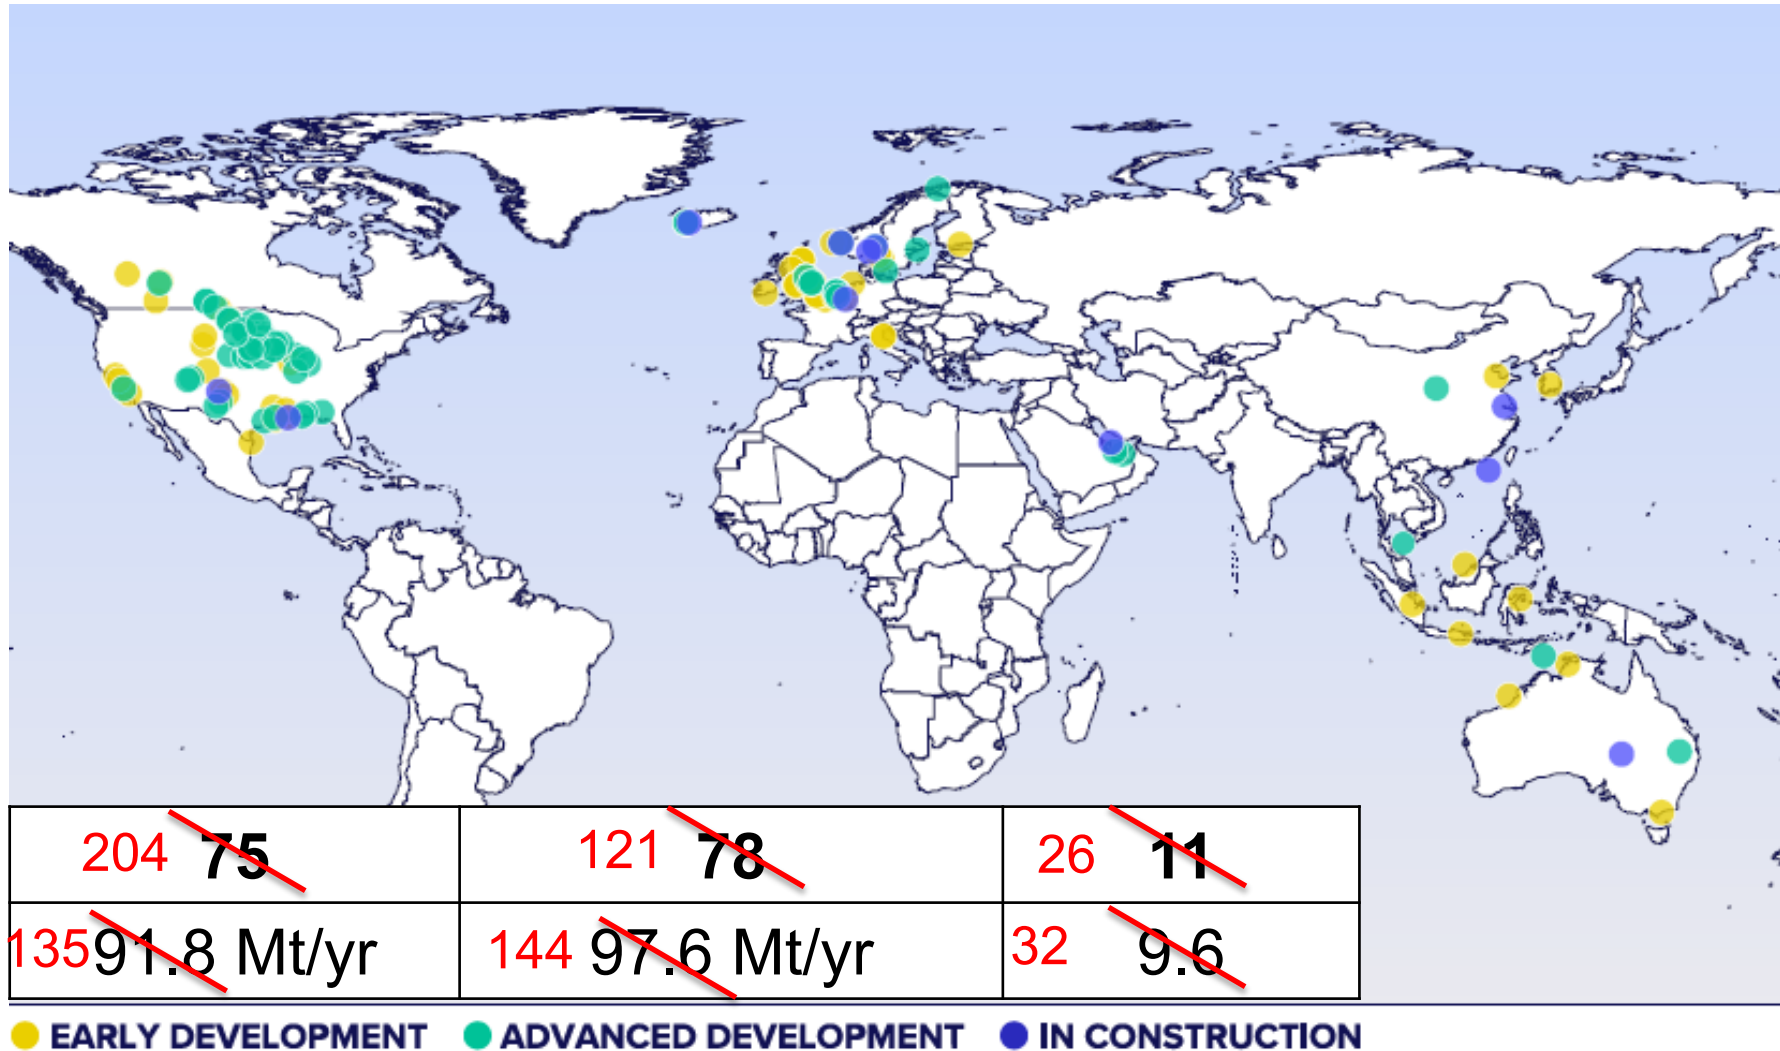 204 75 121 78 26 11
135 91.8 Mt/yr 144 97.6 Mt/yr 32 9.6
EARLY DEVELOPMENT ADVANCED DEVELOPMENT IN CONSTRUCTION